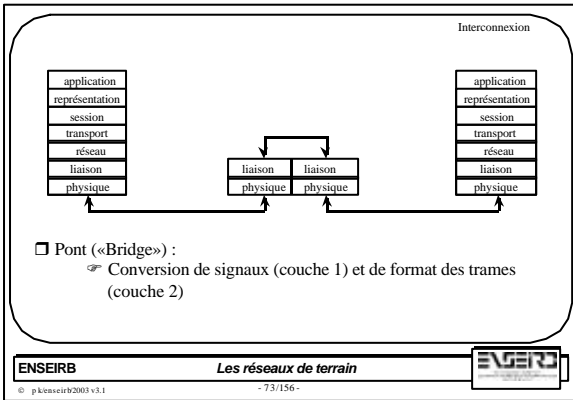 Interconnexion
application
représentation
session
transport
réseau
liaison
physique
liaison
liaison
physique
physique
application
représentation
session
transport
réseau
liaison
physique
Pont («Bridge») :
Conversion de signaux (couche 1) et de format des trames
(couche 2)
ENSEIRB
Les réseaux de terrain
ENSEIRB
© pk/enseirb/2003 v3.1
- 73/156 -